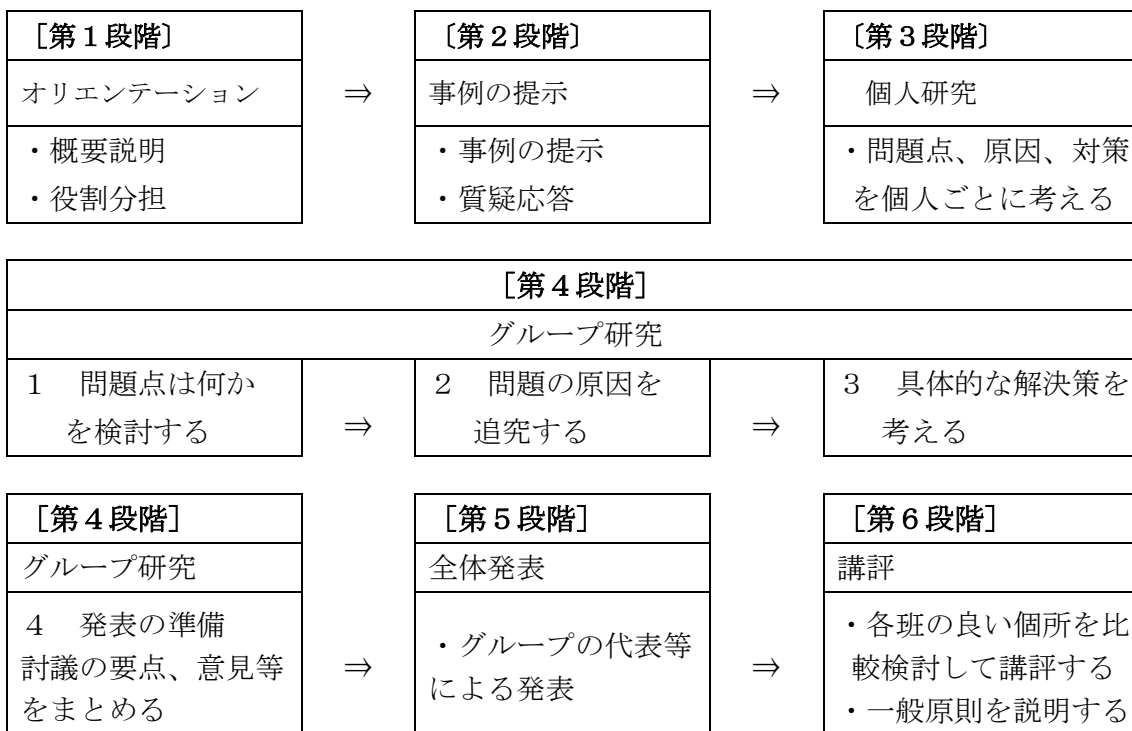 ［第１段階〕
オリエンテーション
・概要説明
・役割分担
⇒
〔第２段階〕
事例の提示
・事例の提示
・質疑応答
⇒
〔第３段階〕
個人研究
・問題点、原因、対策
を個人ごとに考える
［第４段階］
グループ研究
１　問題点は何か
を検討する
⇒
２　問題の原因を
追究する
⇒
３　具体的な解決策を
考える
［第４段階］
グループ研究
４　発表の準備
討議の要点、意見等
をまとめる
⇒
［第５段階］
全体発表
・グループの代表等
による発表
⇒
［第６段階］
講評
・各班の良い個所を比
較検討して講評する
・一般原則を説明する